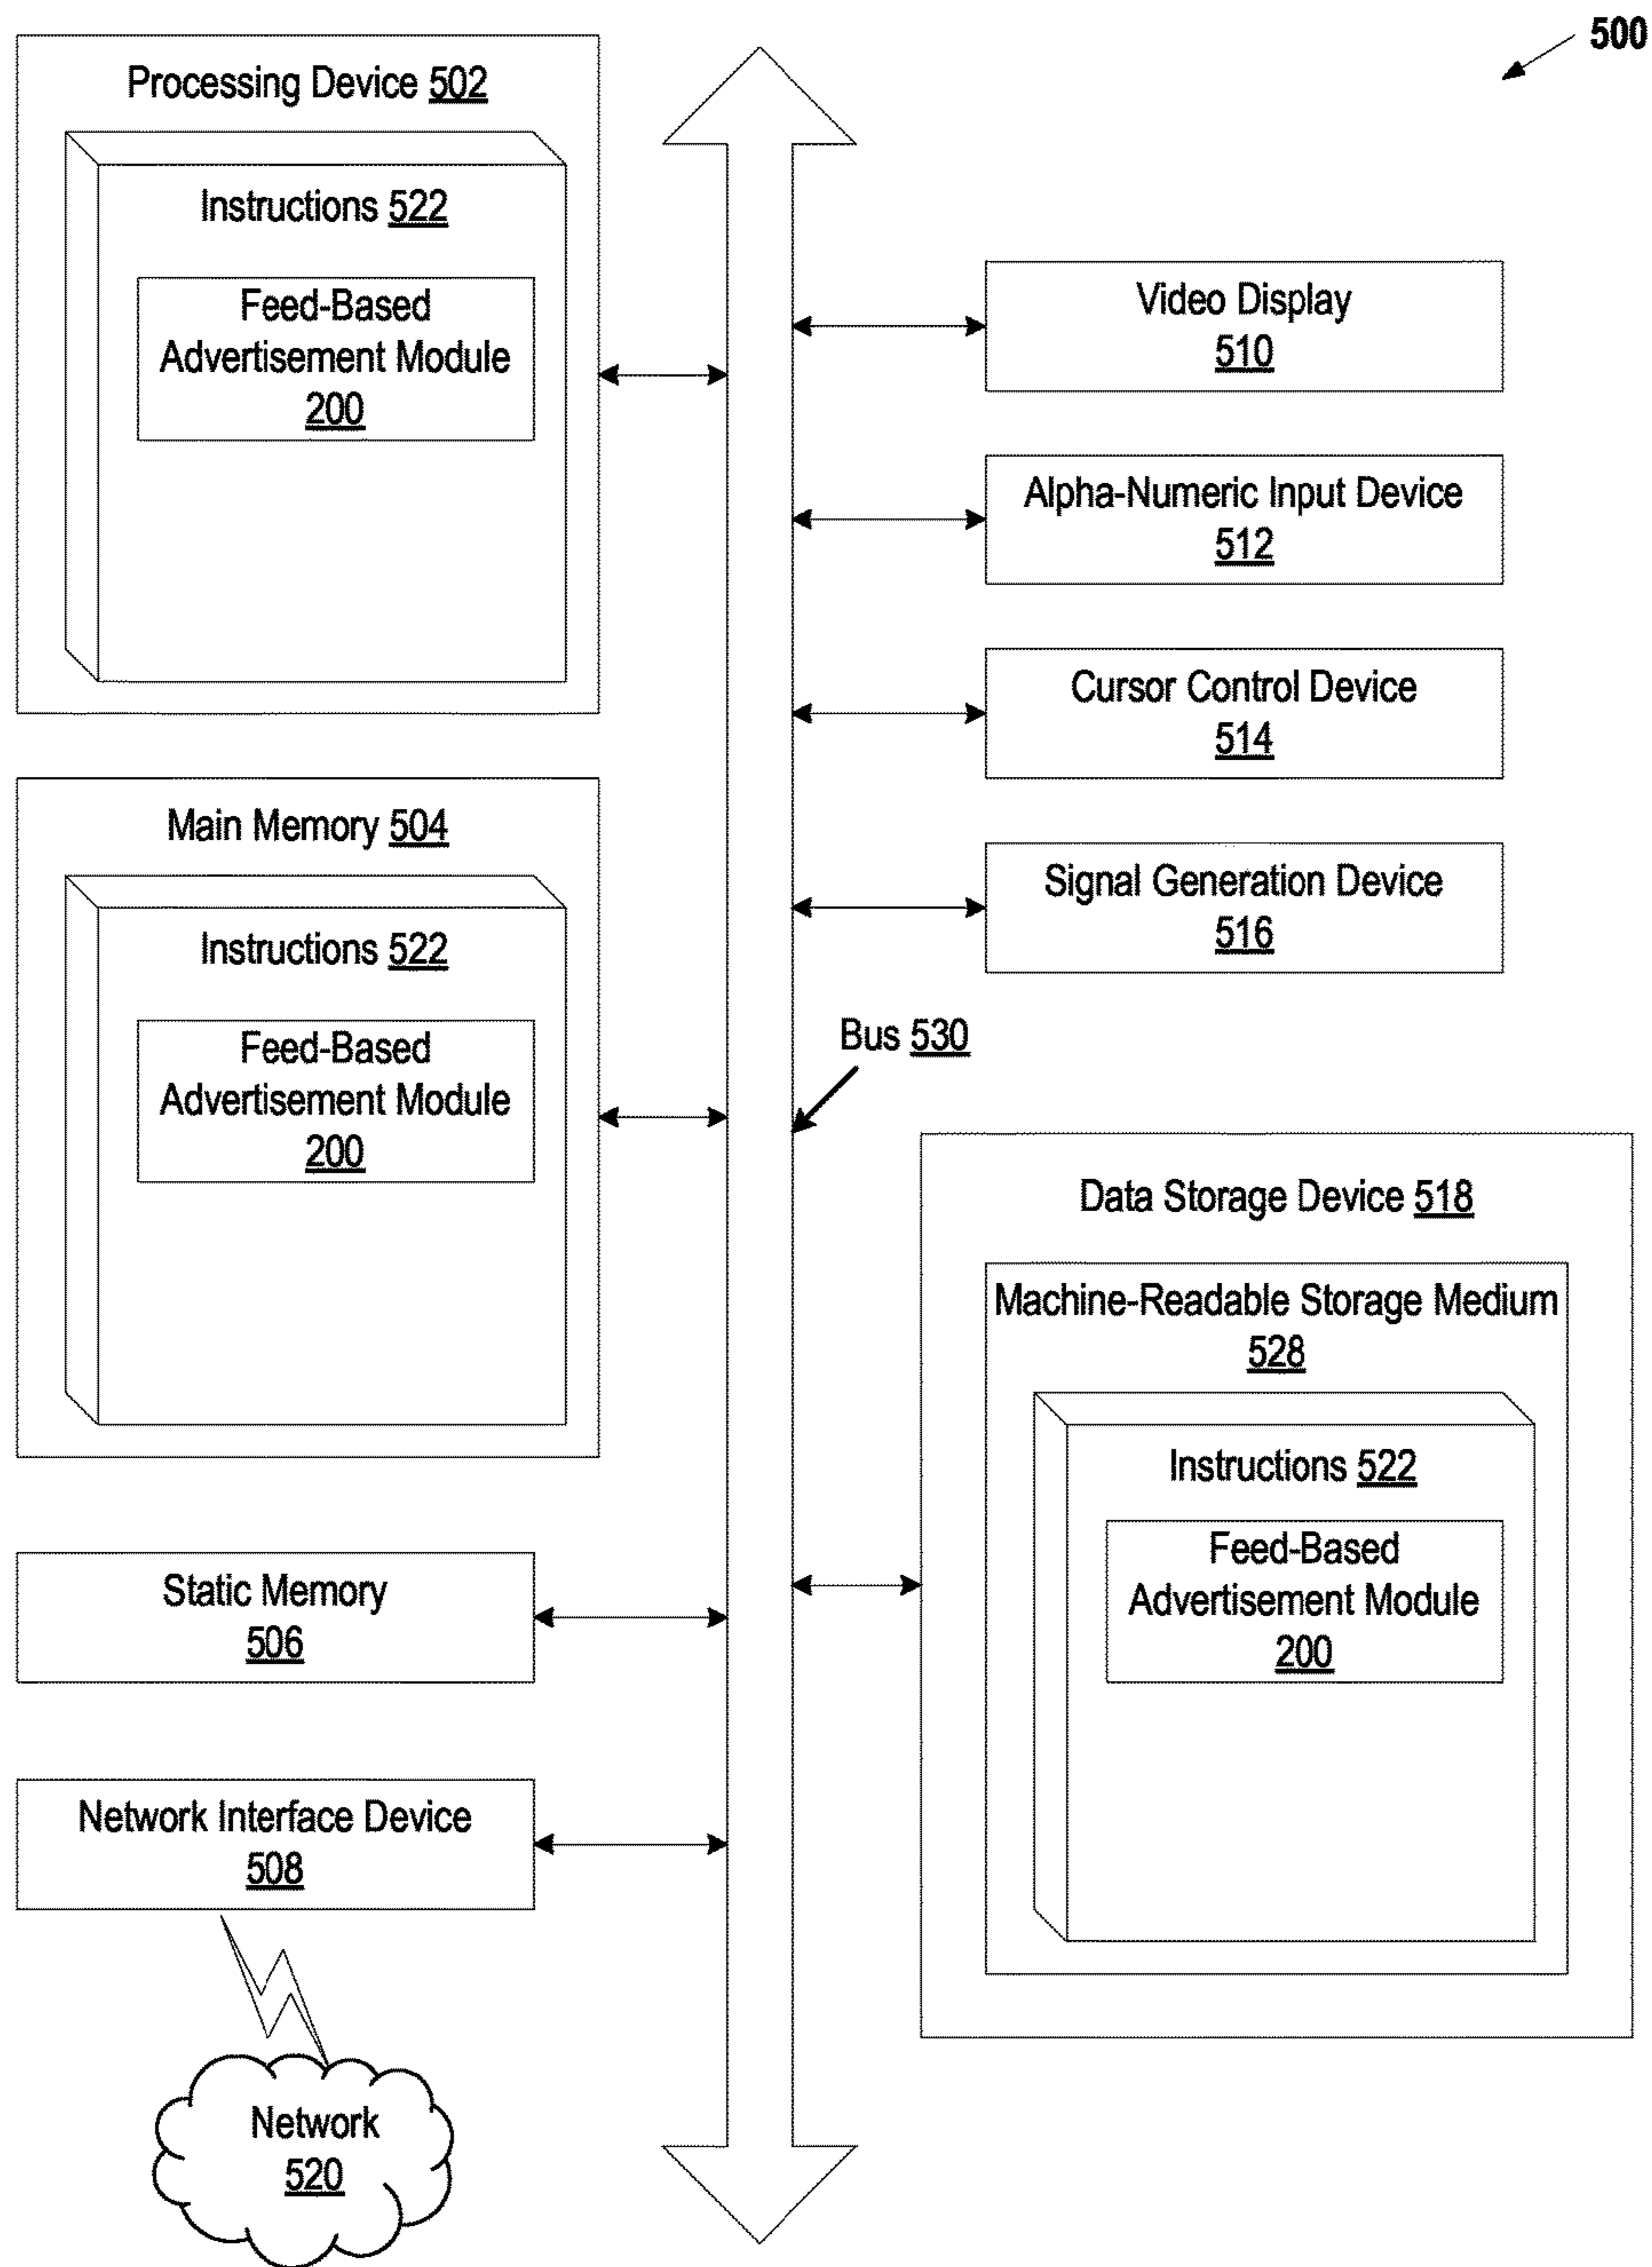 500
Processing Device 502
Instructions 522
Feed-Based
Advertisement Module
200
Main Memory 504
Instructions 522
Feed-Based
Advertisement Module
200
Static Memory
506
Network Interface Device
508
Network
520
Video Display
510
Alpha-Numeric Input Device
512
Cursor Control Device
514
Signal Generation Device
516
Bus 530
Data Storage Device 518
Machine-Readable Storage Medium
528
Instructions 522
Feed-Based
Advertisement Module
200